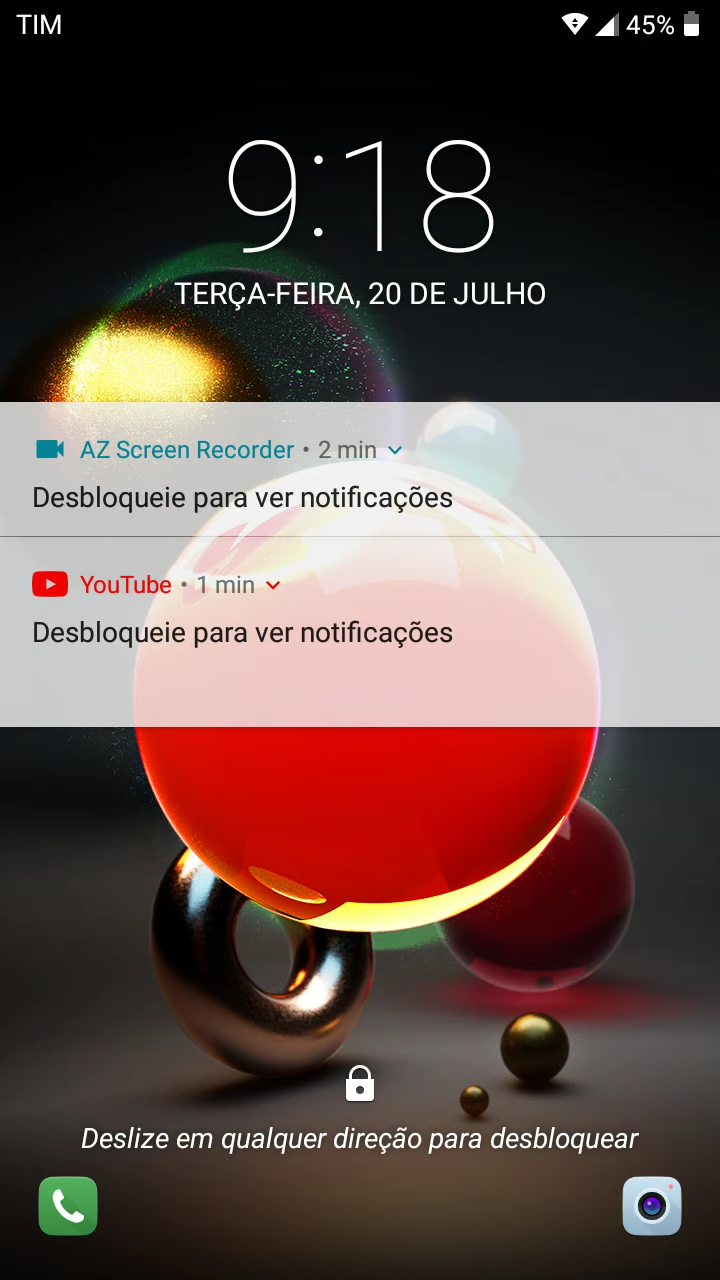 TIM 45%
9:18
TERÇA-FEIRA, 20 DE JULHO
AZ Screen Recorder • 2 min
Desbloqueie para ver notificações
YouTube • 1 min
Desbloqueie para ver notificações
Deslize em qualquer direção para desbloquear